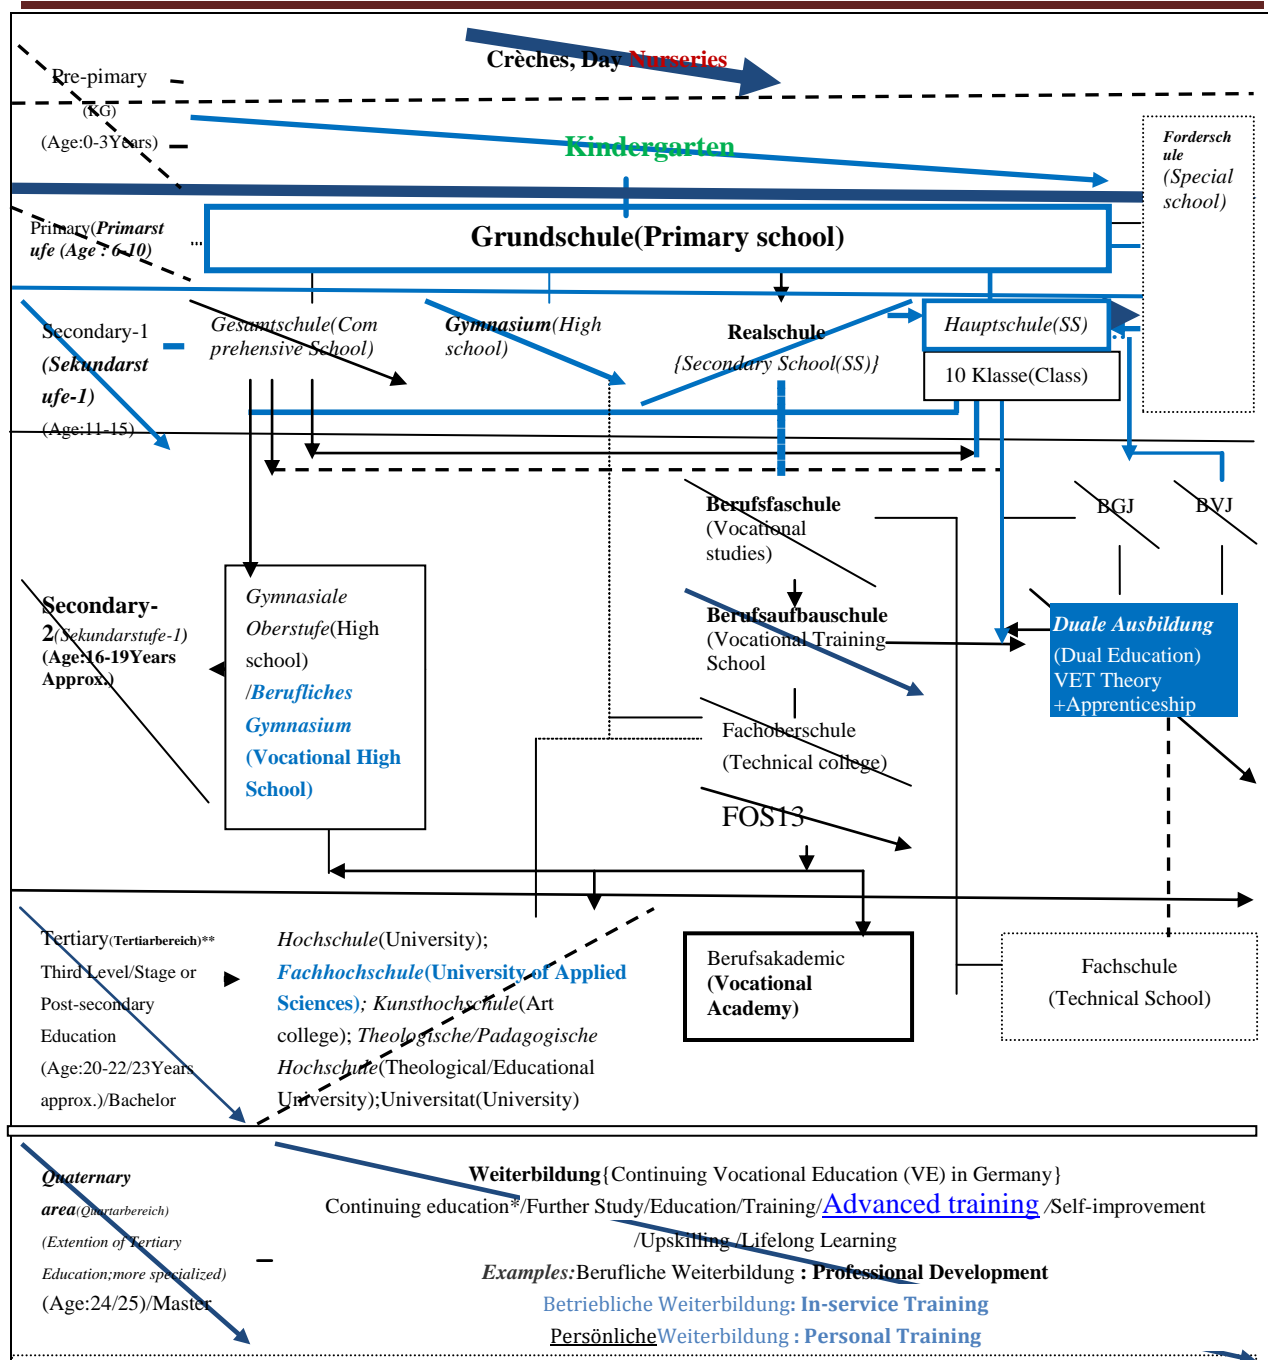 Crèches, Day Nurseries
Pre-pimary
(KG)
(Age:0-3Years)
Kindergarten
Fordersch
ule
(Special
school)
Primary(Primarst
ufe (Age : 6-10)
Grundschule(Primary school)
Secondary-1
(Sekundarst
ufe-1)
(Age:11-15)
Gesamtschule(Com
prehensive School)
Gymnasium(High
school)
Realschule
{Secondary School(SS)}
Hauptschule(SS)
10 Klasse(Class)
Berufsfaschule
(Vocational
studies)
BGJ
BVJ
Secondary-
2(Sekundarstufe-1)
(Age:16-19Years
Approx.)
Gymnasiale
Oberstufe(High
school)
/Berufliches
Gymnasium
(Vocational High
School)
Berufsaufbauschule
(Vocational Training
School
Duale Ausbildung
(Dual Education)
VET Theory
+Apprenticeship
Fachoberschule
(Technical college)
FOS13
Tertiary(Tertiarbereich)**
Third Level/Stage or
Post-secondary
Education
(Age:20-22/23Years
approx.)/Bachelor
Hochschule(University);
Fachhochschule(University of Applied
Sciences); Kunsthochschule(Art
college); Theologische/Padagogische
Hochschule(Theological/Educational
University);Universitat(University)
Berufsakademic
(Vocational
Academy)
Fachschule
(Technical School)
Quaternary
area(Quartarbereich)
(Extention of Tertiary
Education;more specialized)
(Age:24/25)/Master
Weiterbildung{Continuing Vocational Education (VE) in Germany}
Continuing education*/Further Study/Education/Training/Advanced training /Self-improvement
/Upskilling /Lifelong Learning
Examples:Berufliche Weiterbildung : Professional Development
Betriebliche Weiterbildung: In-service Training
PersönlicheWeiterbildung : Personal Training